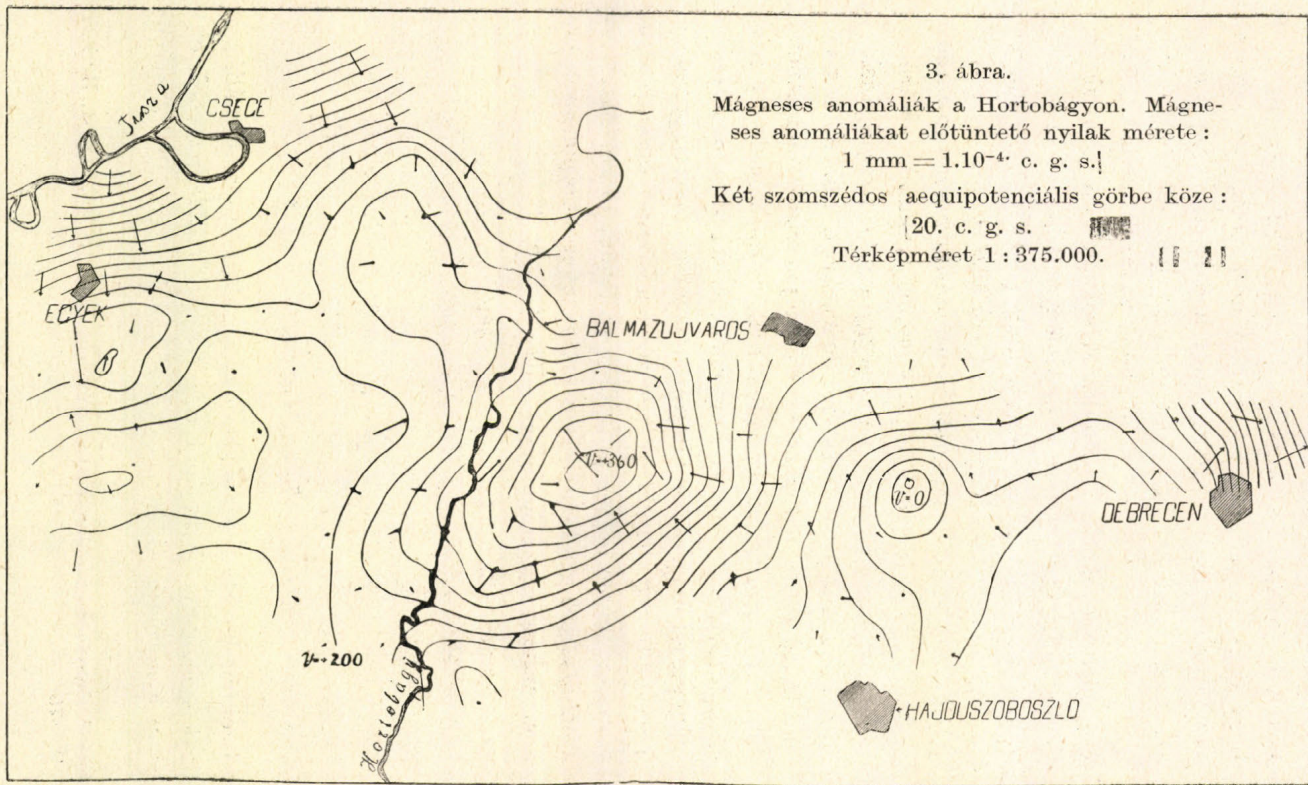 3. ábra.
Mágneses anomáliák a Hortobágyon. Mágne-
ses anomáliákat előtüntető nyilak mérete :
1 mm = 1.10⁻⁴· c. g. s.
Két szomszédos aequipotenciális görbe köze :
20. c. g. s.
Térképméret 1 : 375.000.
Tisza
CSECE
EGYEK
BALMAZUJVAROS
V=+360
V=0
DEBRECEN
V=+200
Hortobágy
HAJDUSZOBOSZLO